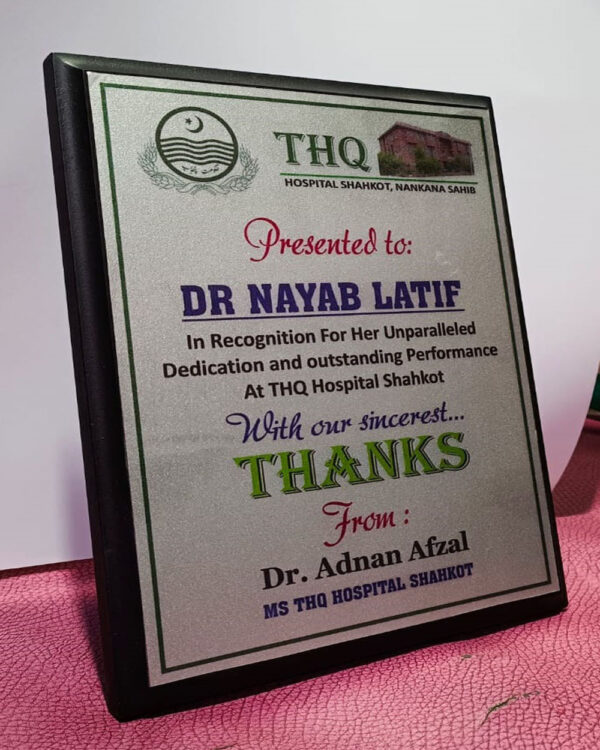 THQ
HOSPITAL SHAHKOT, NANKANA SAHIB
Presented to:
DR NAYAB LATIF
In Recognition For Her Unparalleled
Dedication and outstanding Performance
At THQ Hospital Shahkot
With our sincerest...
THANKS
From :
Dr. Adnan Afzal
MS THQ HOSPITAL SHAHKOT